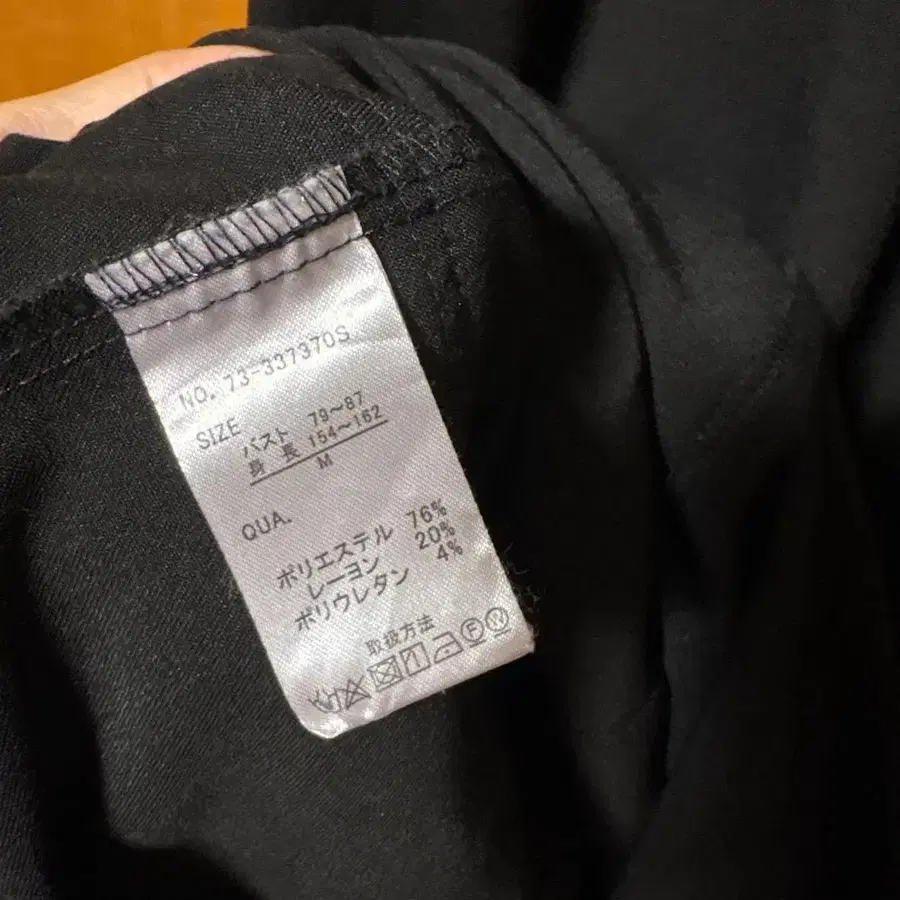 NO. 73-337370S
SIZE
バスト 79〜87
身長 154〜162
M
QUA.
ポリエステル 76%
レーヨン 20%
ポリウレタン 4%
取扱方法
F W